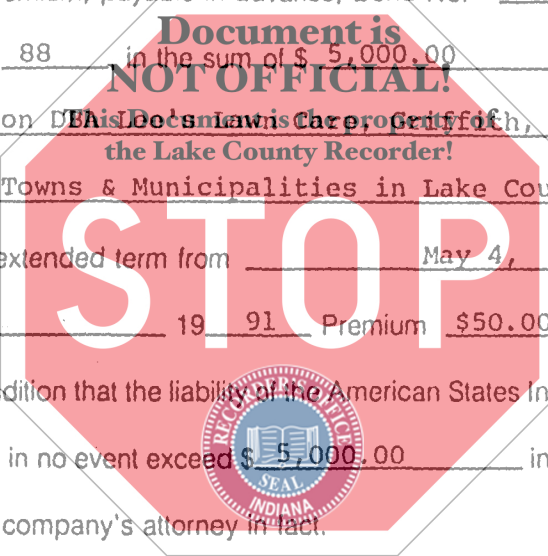 Document is
88 in the sum of $ 5,000.00
NOT OFFICIAL!
on DBA Leo's Lawn Care, Griffith,
This Document is the property of
the Lake County Recorder!
Towns & Municipalities in Lake Cou
STOP
extended term from May 4,
19 91 Premium $50.00
dition that the liability of the American States In
RECORDER'S OFFICE
in no event exceed $ 5,000.00 in
SEAL
INDIANA
company's attorney in fact.